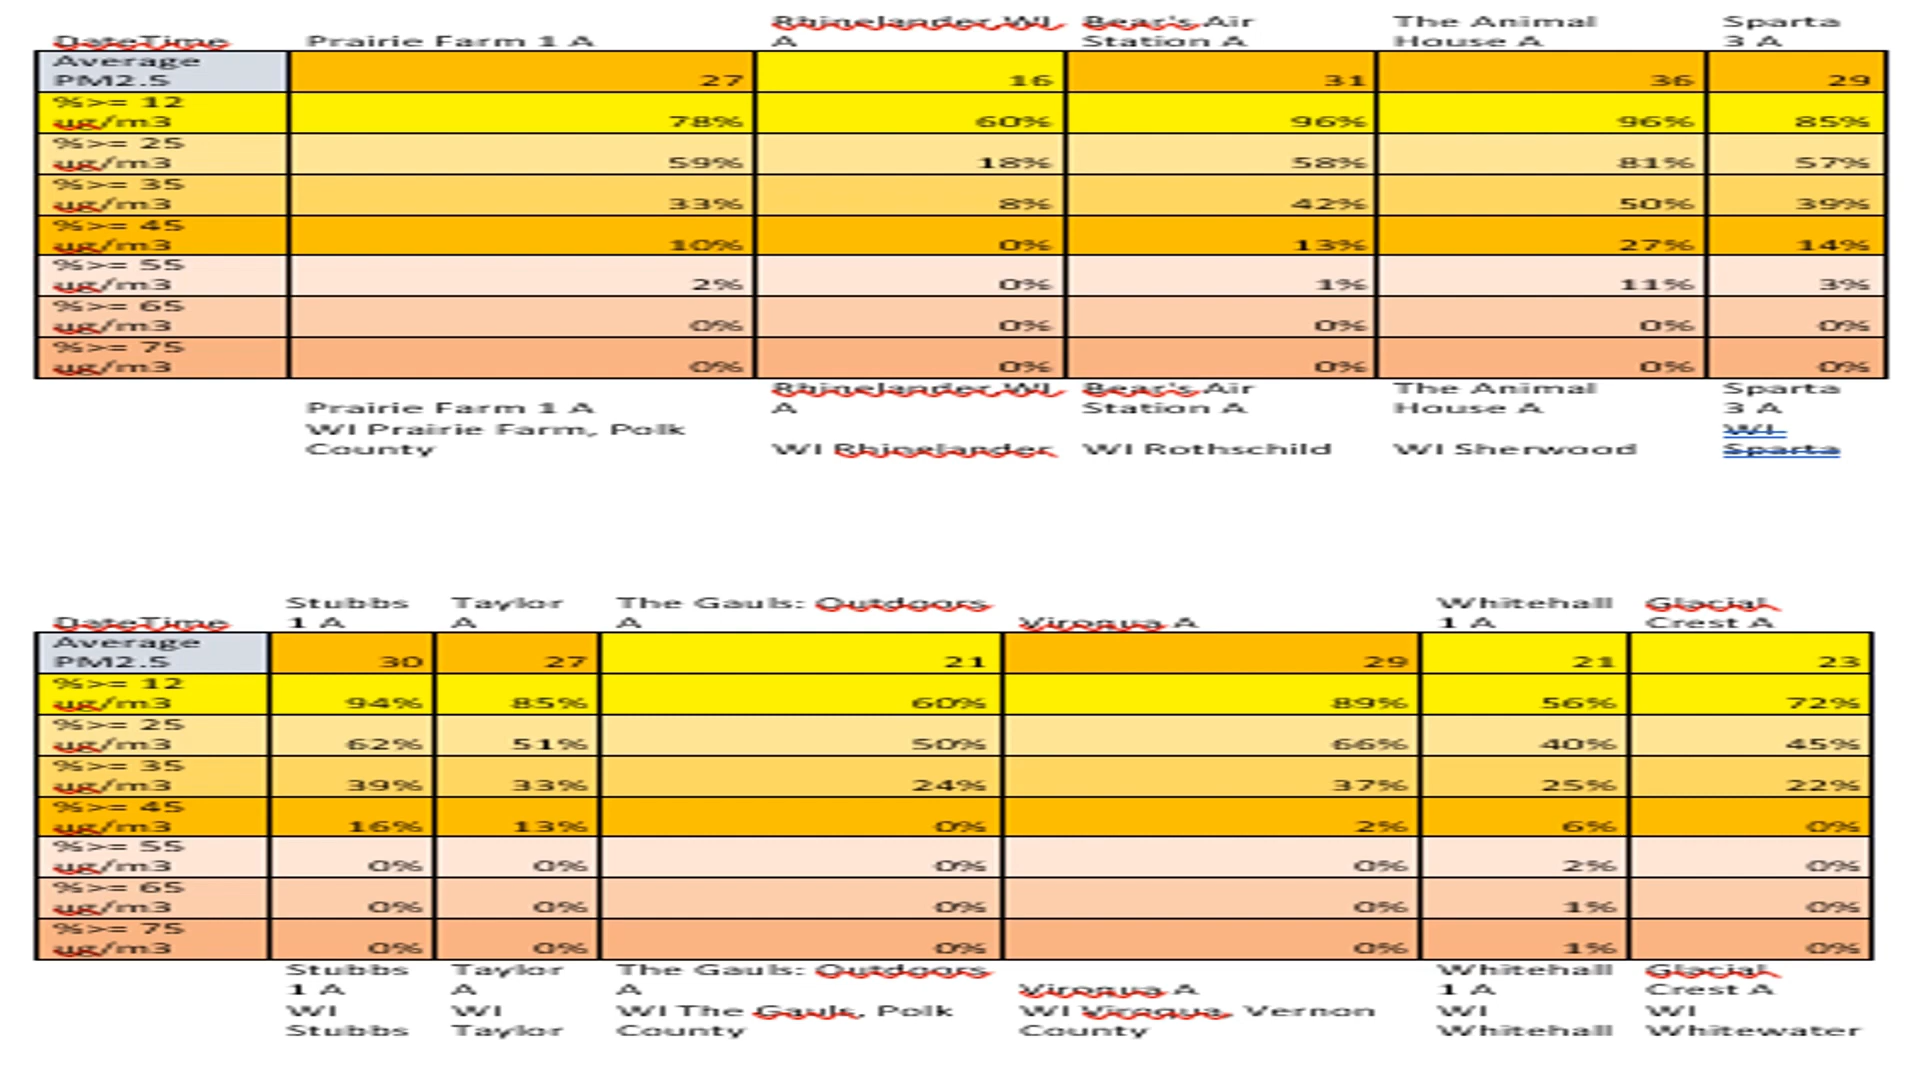 DateTime Prairie Farm 1 A Rhinelander WI A Bear's Air Station A The Animal House A Sparta 3 A
Average PM2.5 27 16 31 36 29
%>= 12 ug/m3 78% 60% 96% 96% 85%
%>= 25 ug/m3 59% 18% 58% 81% 57%
%>= 35 ug/m3 33% 8% 42% 50% 39%
%>= 45 ug/m3 10% 0% 13% 27% 14%
%>= 55 ug/m3 2% 0% 1% 11% 3%
%>= 65 ug/m3 0% 0% 0% 0% 0%
%>= 75 ug/m3 0% 0% 0% 0% 0%
Prairie Farm 1 A Rhinelander WI A Bear's Air Station A The Animal House A Sparta 3 A
WI Prairie Farm, Polk County WI Rhinelander WI Rothschild WI Sherwood WI Sparta
DateTime Stubbs 1 A Taylor A The Gauls: Outdoors A Viroqua A Whitehall 1 A Glacial Crest A
Average PM2.5 30 27 21 29 21 23
%>= 12 ug/m3 94% 85% 60% 89% 56% 72%
%>= 25 ug/m3 62% 51% 50% 66% 40% 45%
%>= 35 ug/m3 39% 33% 24% 37% 25% 22%
%>= 45 ug/m3 16% 13% 0% 2% 6% 0%
%>= 55 ug/m3 0% 0% 0% 0% 2% 0%
%>= 65 ug/m3 0% 0% 0% 0% 1% 0%
%>= 75 ug/m3 0% 0% 0% 0% 1% 0%
Stubbs 1 A Taylor A The Gauls: Outdoors A Viroqua A Whitehall 1 A Glacial Crest A
WI Stubbs WI Taylor WI The Gauls, Polk County WI Viroqua, Vernon County WI Whitehall WI Whitewater